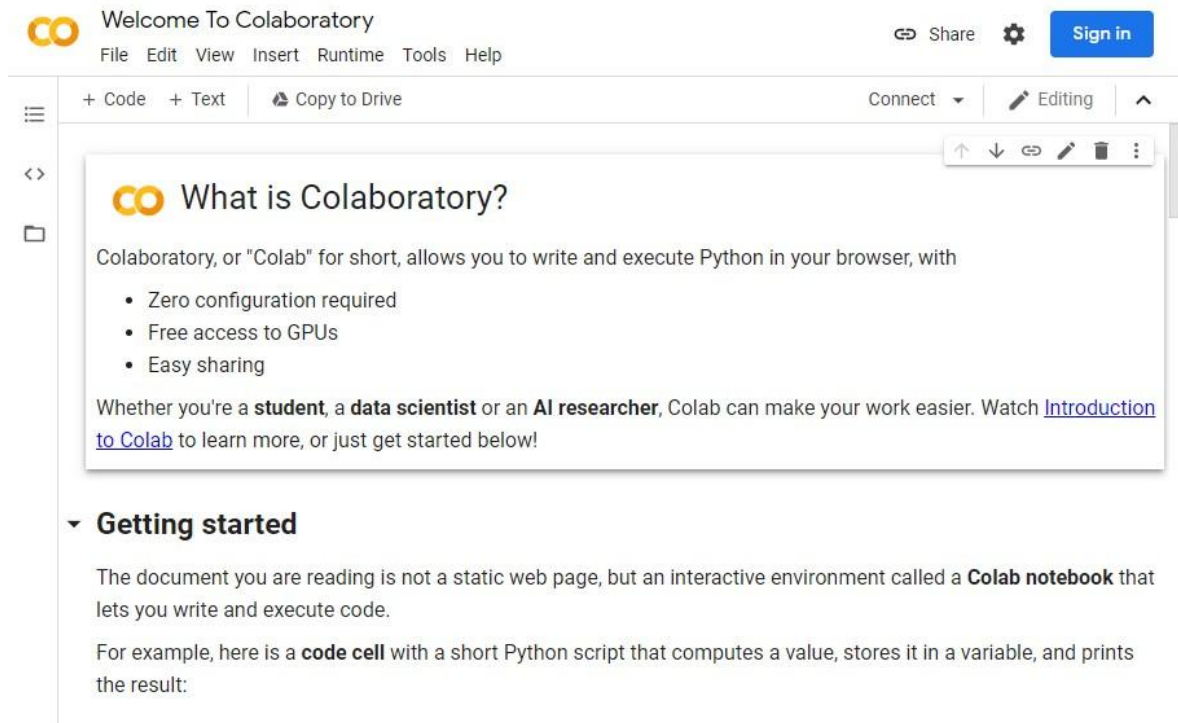 CO Welcome To Colaboratory
File Edit View Insert Runtime Tools Help
Share Sign in
+ Code + Text Copy to Drive Connect Editing
CO What is Colaboratory?
Colaboratory, or "Colab" for short, allows you to write and execute Python in your browser, with
• Zero configuration required
• Free access to GPUs
• Easy sharing
Whether you're a student, a data scientist or an AI researcher, Colab can make your work easier. Watch Introduction
to Colab to learn more, or just get started below!
Getting started
The document you are reading is not a static web page, but an interactive environment called a Colab notebook that
lets you write and execute code.
For example, here is a code cell with a short Python script that computes a value, stores it in a variable, and prints
the result: